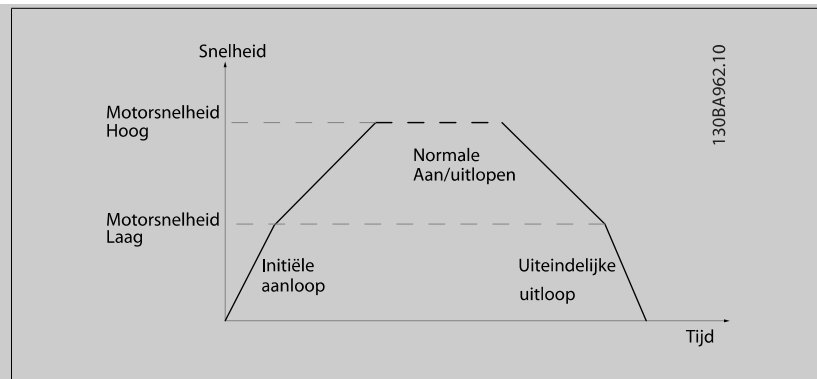 Snelheid
130BA962.10
Motorsnelheid
Hoog
Normale
Aan/uitlopen
Motorsnelheid
Laag
Initiële
aanloop
Uiteindelijke
uitloop
Tijd